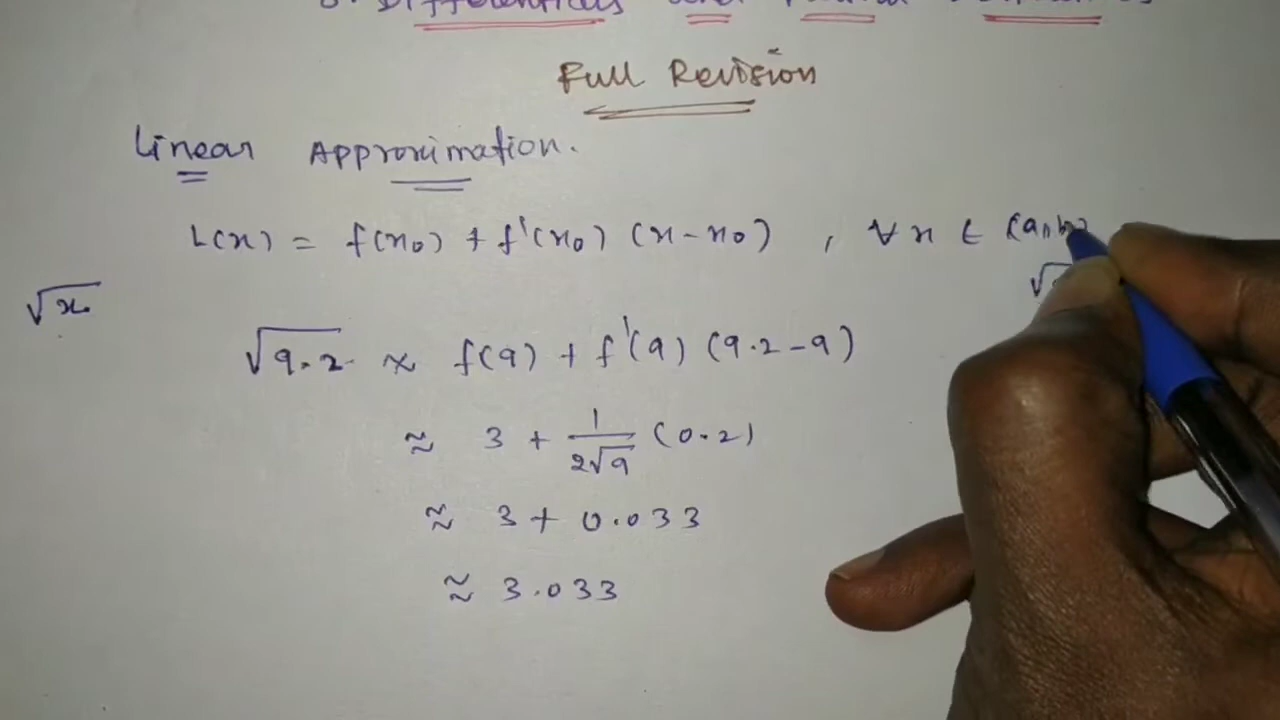 Full Revision
Linear Approximation.
L(x) = f(x₀) + f'(x₀) (x - x₀) , ∀ x ∈ (a, b)
√x
√9.2 ≈ f(9) + f'(9) (9.2 - 9)
≈ 3 + 1/(2√9) (0.2)
≈ 3 + 0.033
≈ 3.033